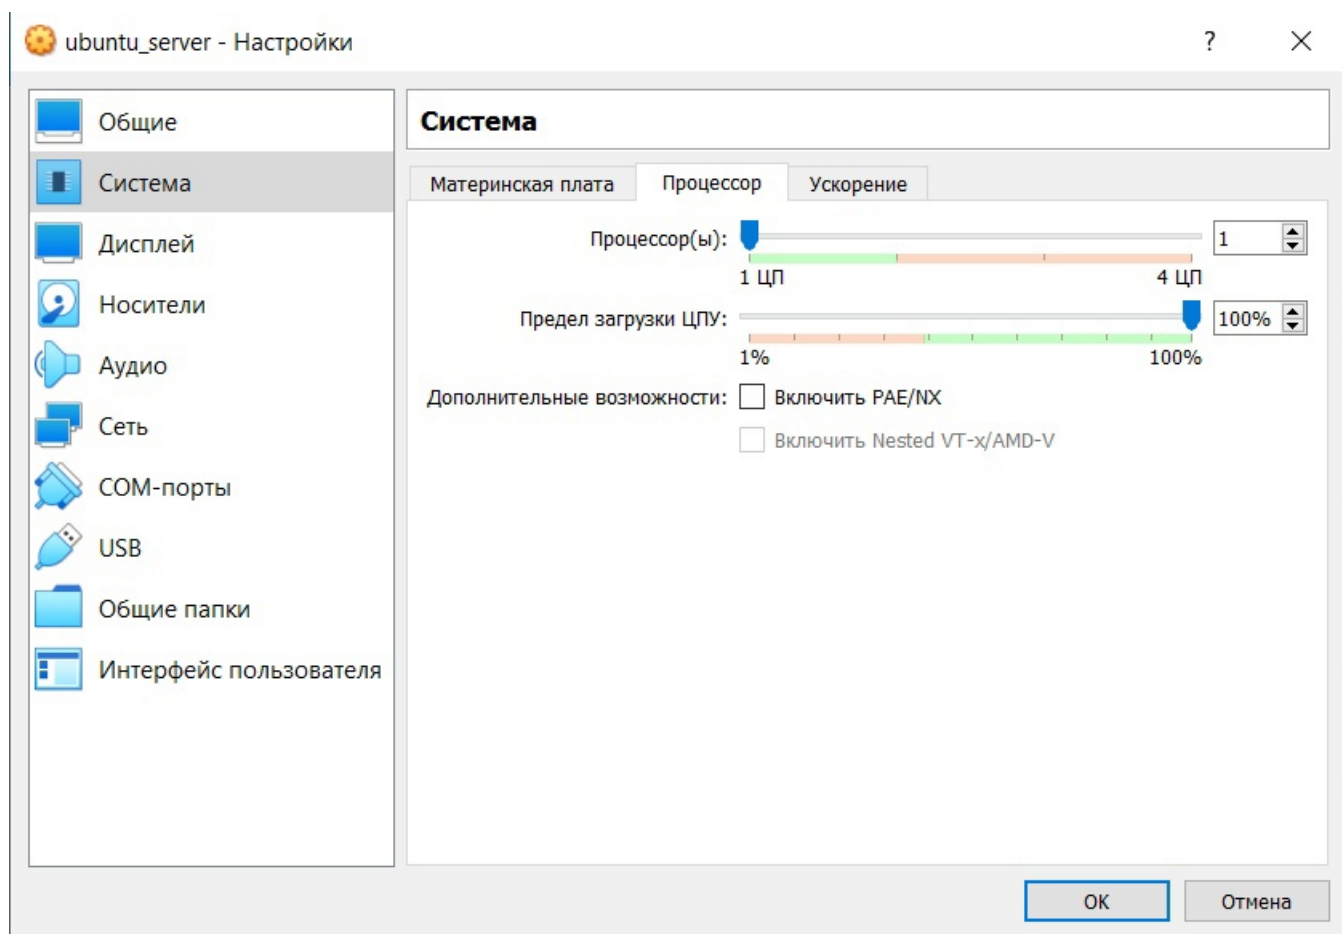 ubuntu_server - Настройки
?
Общие
Система
Дисплей
Носители
Аудио
Сеть
COM-порты
USB
Общие папки
Интерфейс пользователя
Система
Материнская плата Процессор Ускорение
Процессор(ы): 1
1 ЦП 4 ЦП
Предел загрузки ЦПУ: 100%
1% 100%
Дополнительные возможности: Включить PAE/NX
Включить Nested VT-x/AMD-V
OK Отмена